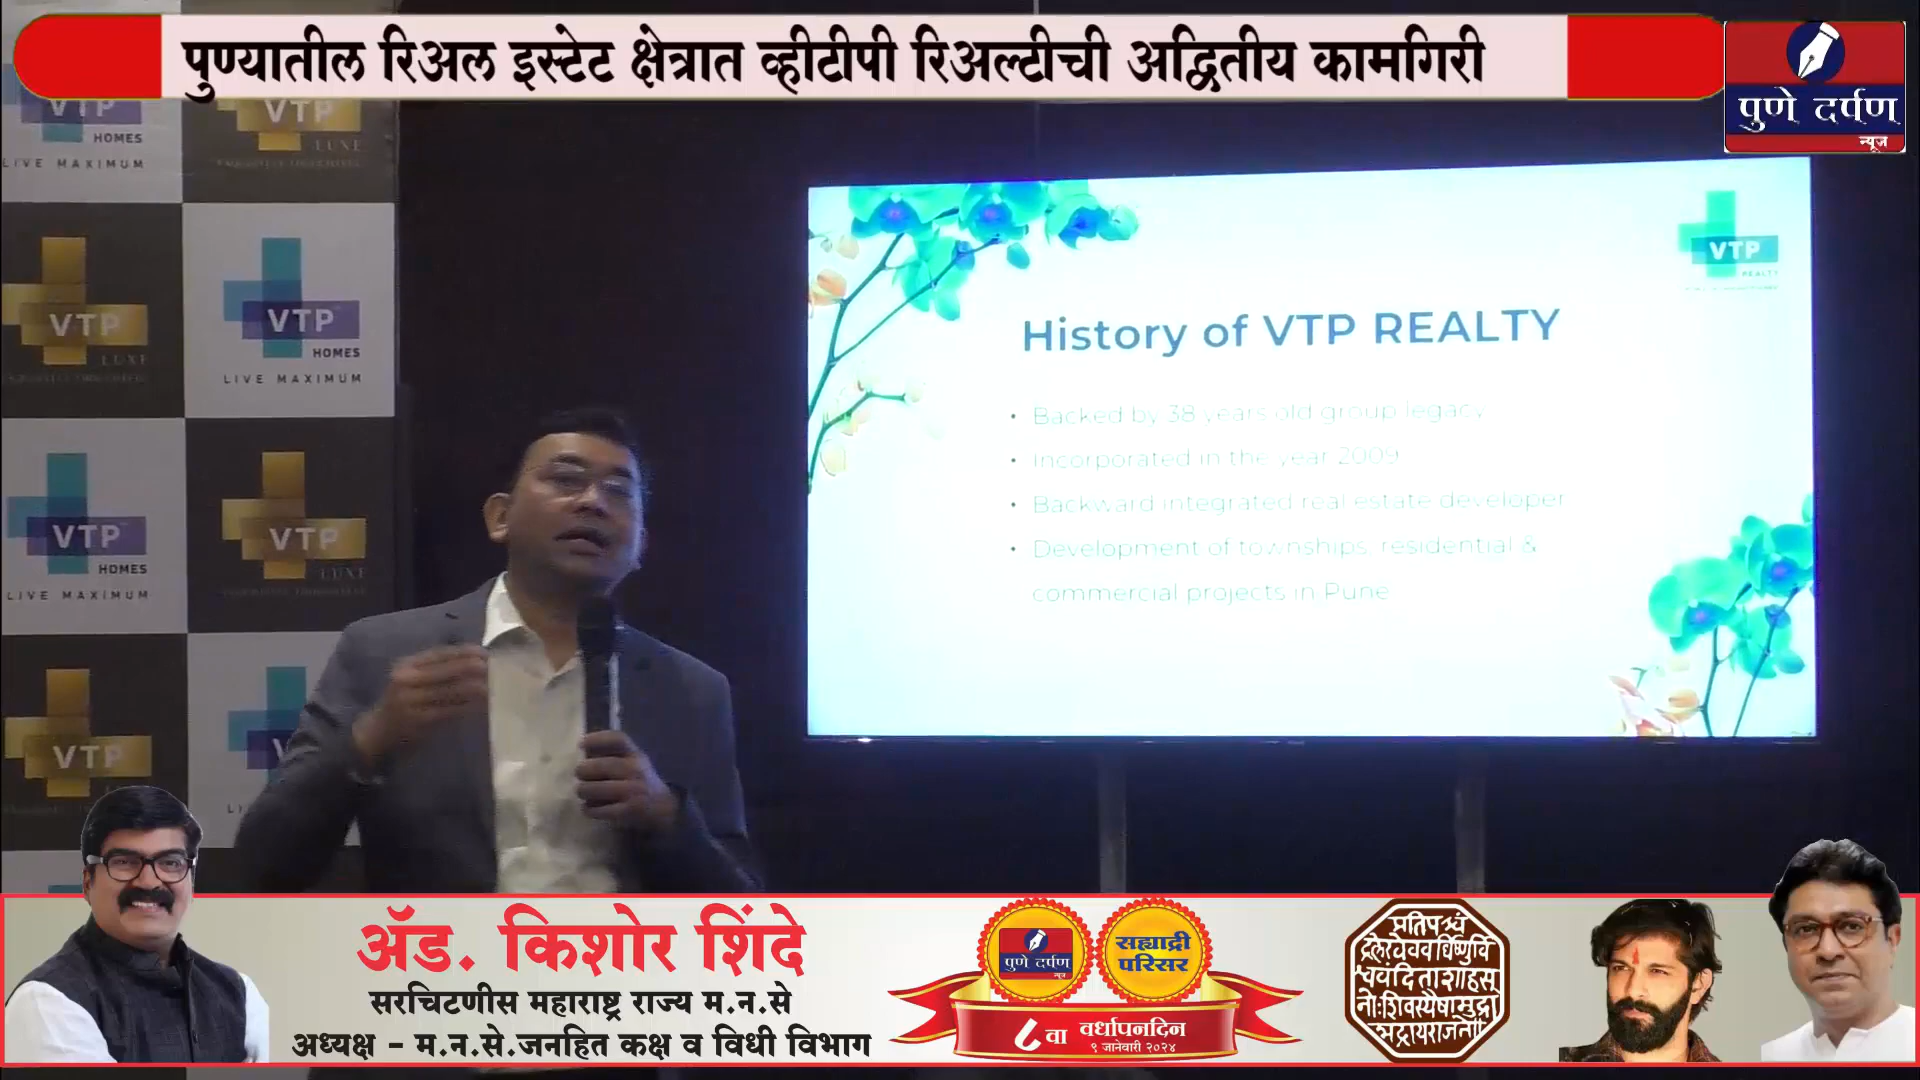 पुण्यातील रिअल इस्टेट क्षेत्रात व्हीटीपी रिअल्टीची अद्वितीय कामगिरी
पुणे दर्पण
न्यूज
VTP
HOMES
LIVE MAXIMUM
VTP
LUXE
VTP
LUXE
VTP
HOMES
LIVE MAXIMUM
VTP
HOMES
LIVE MAXIMUM
VTP
LUXE
VTP
VTP
REALTY
History of VTP REALTY
• Backed by 38 years old group legacy
• Incorporated in the year 2009
• Backward integrated real estate developer
• Development of townships, residential &
commercial projects in Pune
ॲड. किशोर शिंदे
सरचिटणीस महाराष्ट्र राज्य म.न.से
अध्यक्ष - म.न.से.जनहित कक्ष व विधी विभाग
पुणे दर्पण
न्यूज
सह्याद्री
परिसर
८ वा वर्धापनदिन
९ जानेवारी २०२४